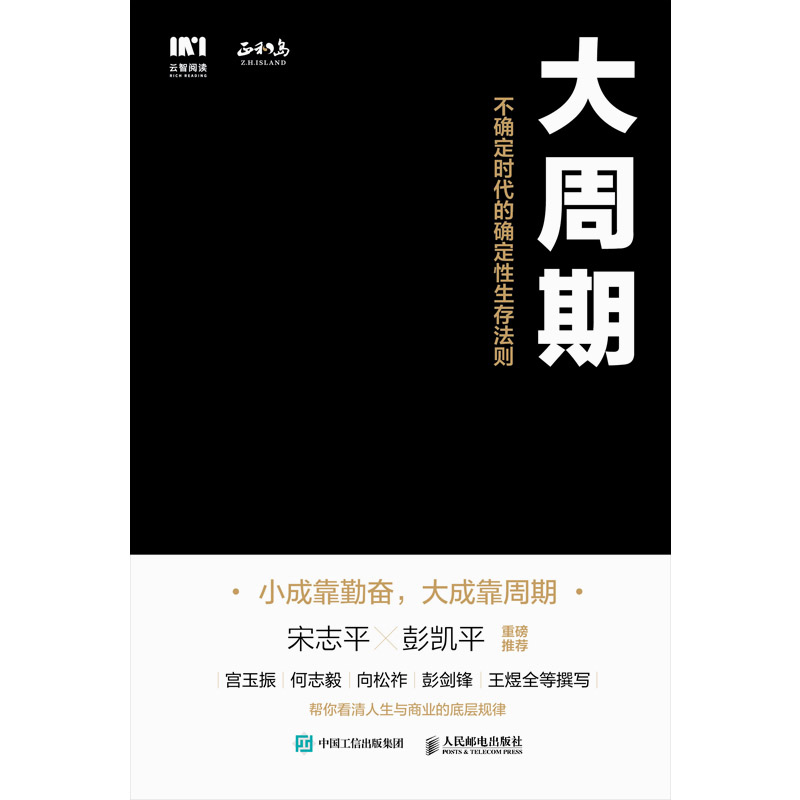 云智阅读
RICH READING
正和岛
Z.H.ISLAND
大周期
不确定时代的确定性生存法则
• 小成靠勤奋，大成靠周期 •
宋志平×彭凯平 重磅推荐
|宫玉振|何志毅|向松祚|彭剑锋|王煜全等撰写|
帮你看清人生与商业的底层规律
中国工信出版集团
人民邮电出版社
POSTS & TELECOM PRESS